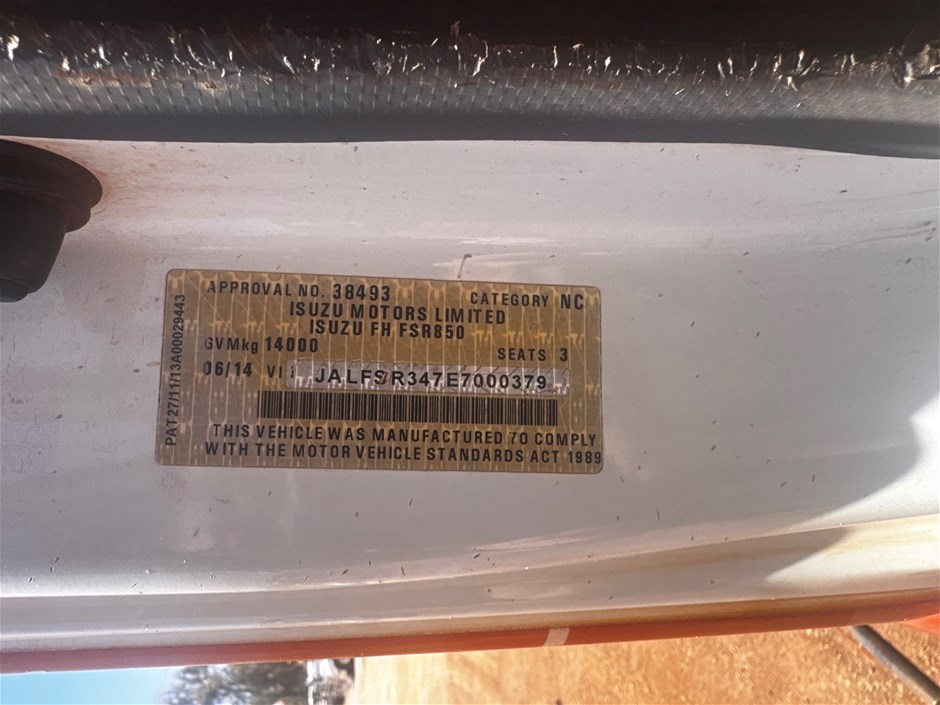 APPROVAL NO. 38493 CATEGORY NC
ISUZU MOTORS LIMITED
ISUZU FH FSR850
GVMkg 14000 SEATS 3
06/14 VIN JALFSR347E7000379
THIS VEHICLE WAS MANUFACTURED TO COMPLY
WITH THE MOTOR VEHICLE STANDARDS ACT 1989
PAT27/11/13A00029443